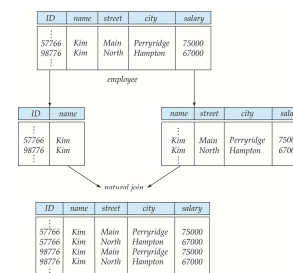 ID name street city salary
57766 Kim Main Perryridge 75000
98776 Kim North Hampton 67000
employee
ID name
57766 Kim
98776 Kim
name street city sala
Kim Main Perryridge 7500
Kim North Hampton 6700
natural join
ID name street city salary
57766 Kim Main Perryridge 75000
57766 Kim North Hampton 67000
98776 Kim Main Perryridge 75000
98776 Kim North Hampton 67000